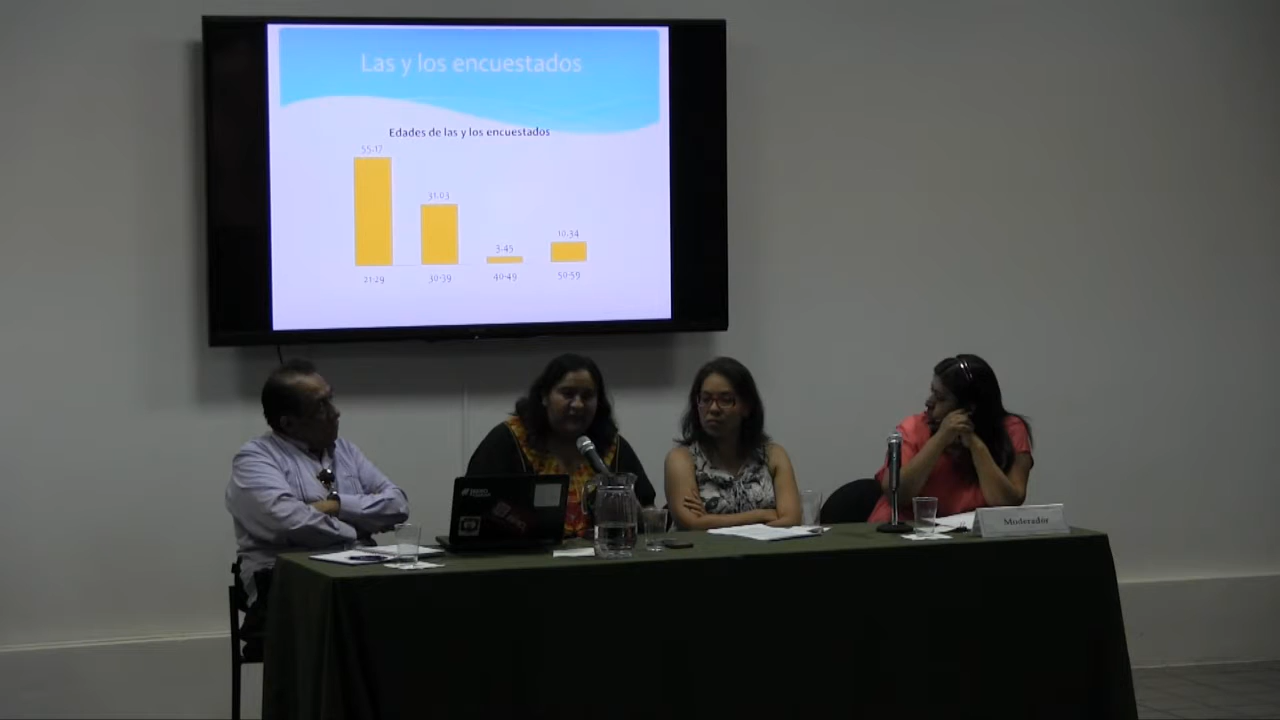 Las y los encuestados
Edades de las y los encuestados
55.17
31.03
3.45
10.34
21-29
30-39
40-49
50-59
Moderador